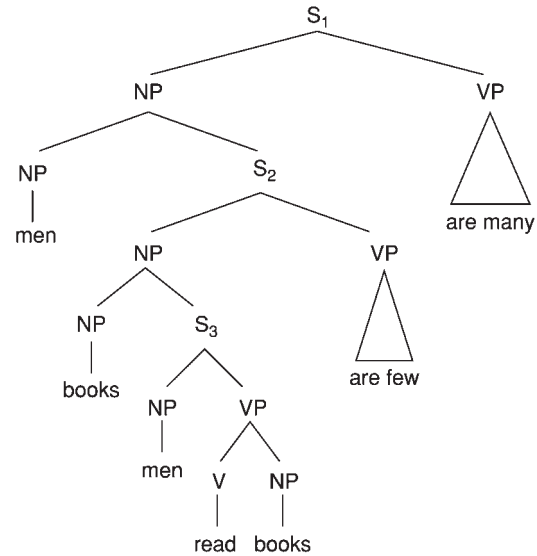 S₁
NP VP
NP S₂
men are many
NP VP
NP S₃
books are few
NP VP
men V NP
read books